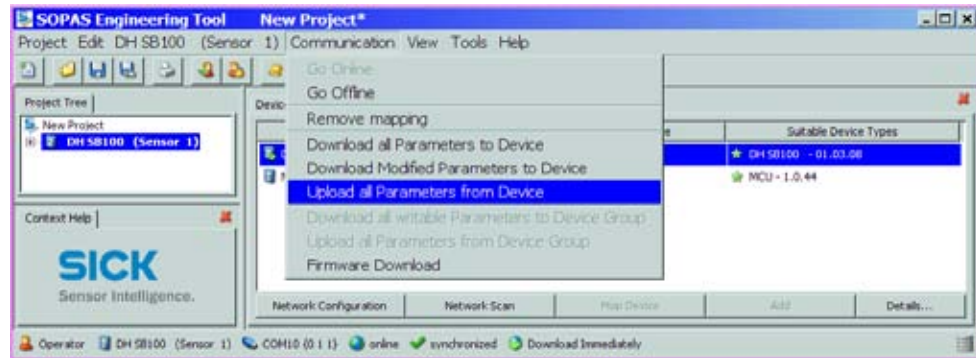 SOPAS Engineering Tool New Project*
Project Edit DH SB100 (Sensor 1) Communication View Tools Help
Go Online
Go Offline
Remove mapping
Download all Parameters to Device
Download Modified Parameters to Device
Upload all Parameters from Device
Download all writable Parameters to Device Group
Upload all Parameters from Device Group
Firmware Download
Project Tree
New Project
DH SB100 (Sensor 1)
Context Help
SICK
Sensor Intelligence.
Suitable Device Types
DH SB100 - 01.03.08
MCU - 1.0.44
Network Configuration Network Scan Map Device Add Details...
Operator DH SB100 (Sensor 1) COM10 (0 1 1) online synchronized Download Immediately